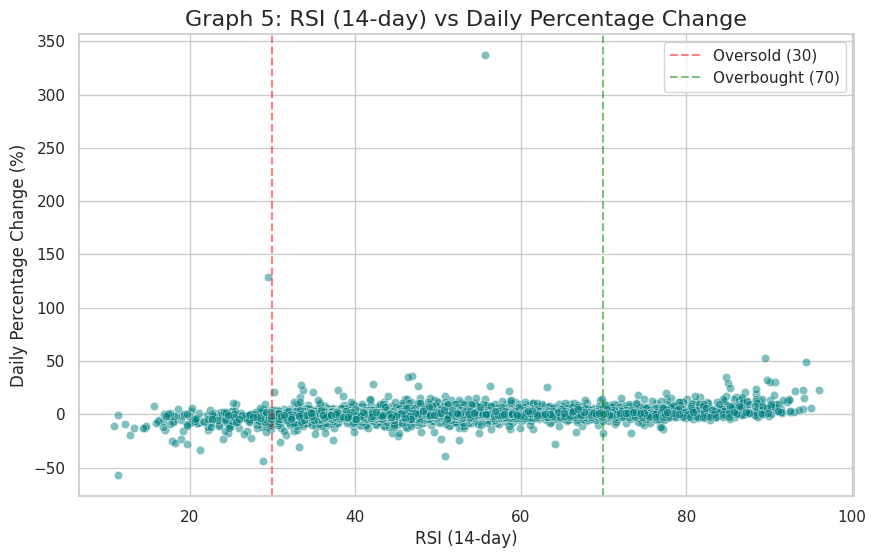 Graph 5: RSI (14-day) vs Daily Percentage Change
Oversold (30)
Overbought (70)
Daily Percentage Change (%)
350
300
250
200
150
100
50
0
−50
20
40
60
80
100
RSI (14-day)